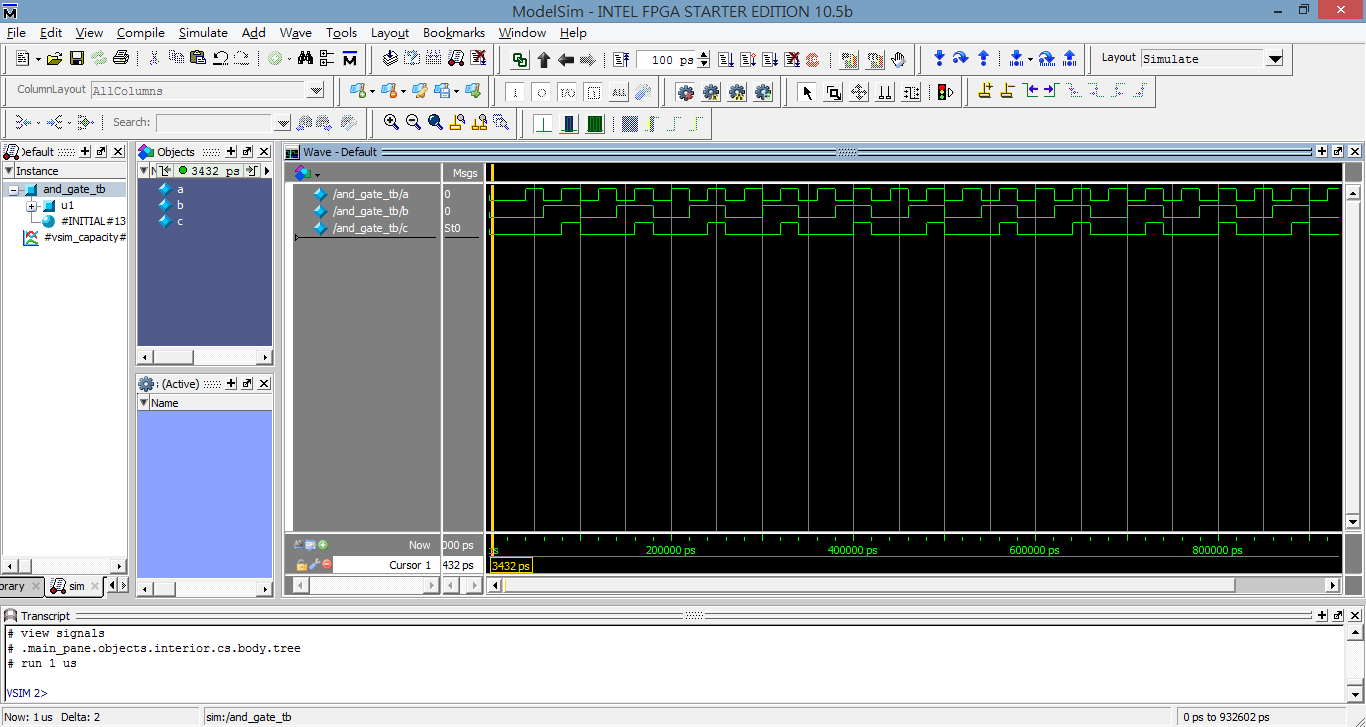 ModelSim - INTEL FPGA STARTER EDITION 10.5b
File Edit View Compile Simulate Add Wave Tools Layout Bookmarks Window Help
100 ps
Layout Simulate
ColumnLayout AllColumns
Search:
Default
Instance
and_gate_tb
u1
#INITIAL#13
#vsim_capacity#
sim
Objects
3432 ps
a
b
c
(Active)
Name
Wave - Default
Msgs
/and_gate_tb/a 0
/and_gate_tb/b 0
/and_gate_tb/c St0
Now 000 ps
Cursor 1 432 ps
200000 ps 400000 ps 600000 ps 800000 ps
3432 ps
Transcript
# view signals
# .main_pane.objects.interior.cs.body.tree
# run 1 us
VSIM 2>
Now: 1 us Delta: 2
sim:/and_gate_tb
0 ps to 932602 ps